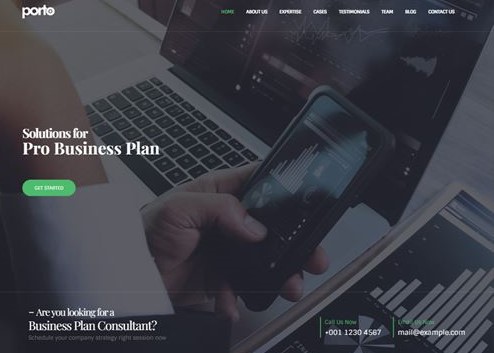 porto
HOME ABOUT US EXPERTISE CASES TESTIMONIALS TEAM BLOG CONTACT US
Solutions for
Pro Business Plan
GET STARTED
– Are you looking for a
Business Plan Consultant?
Schedule your company strategy right session now
Call Us Now
+001 1230 4567
Email Us Now
mail@example.com